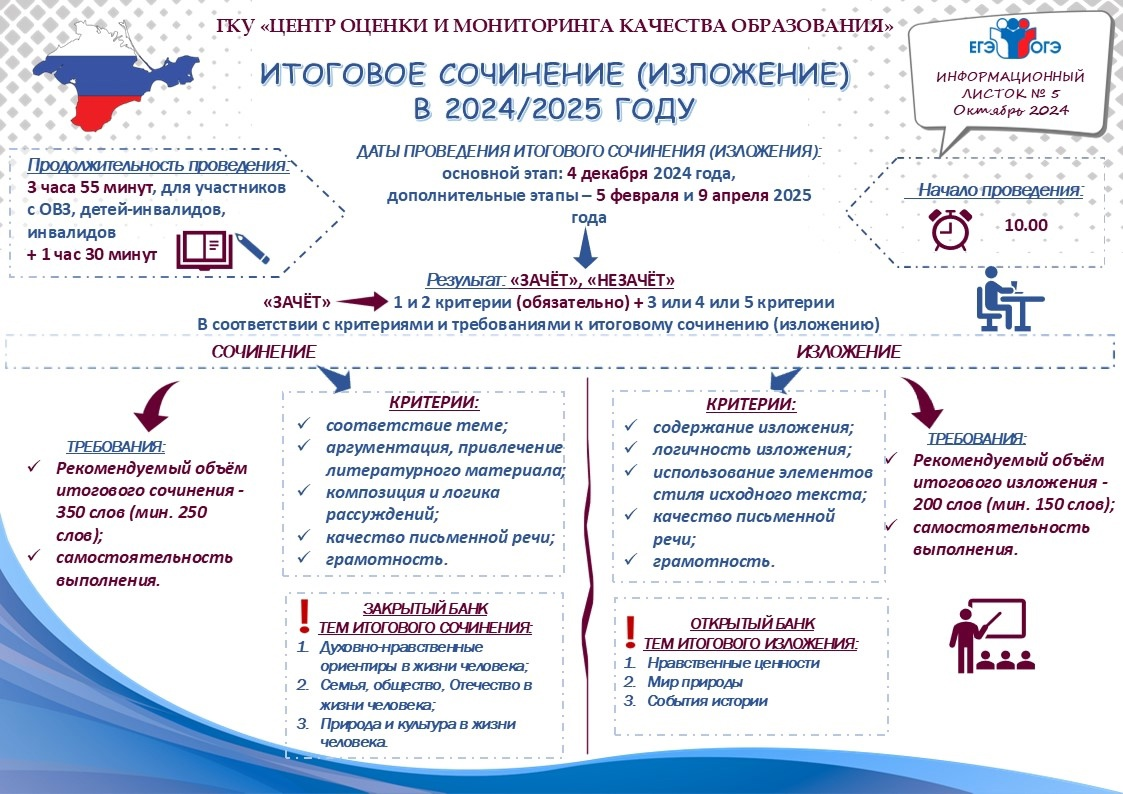 ГКУ «ЦЕНТР ОЦЕНКИ И МОНИТОРИНГА КАЧЕСТВА ОБРАЗОВАНИЯ»
ИТОГОВОЕ СОЧИНЕНИЕ (ИЗЛОЖЕНИЕ)
В 2024/2025 ГОДУ
ЕГЭ ОГЭ
ИНФОРМАЦИОННЫЙ
ЛИСТОК № 5
Октябрь 2024
Продолжительность проведения:
3 часа 55 минут, для участников
с ОВЗ, детей-инвалидов,
инвалидов
+ 1 час 30 минут
ДАТЫ ПРОВЕДЕНИЯ ИТОГОВОГО СОЧИНЕНИЯ (ИЗЛОЖЕНИЯ):
основной этап: 4 декабря 2024 года,
дополнительные этапы – 5 февраля и 9 апреля 2025
года
Начало проведения:
10.00
Результат: «ЗАЧЁТ», «НЕЗАЧЁТ»
«ЗАЧЁТ» 1 и 2 критерии (обязательно) + 3 или 4 или 5 критерии
В соответствии с критериями и требованиями к итоговому сочинению (изложению)
СОЧИНЕНИЕ
ИЗЛОЖЕНИЕ
ТРЕБОВАНИЯ:
✓ Рекомендуемый объём
итогового сочинения -
350 слов (мин. 250
слов);
✓ самостоятельность
выполнения.
КРИТЕРИИ:
✓ соответствие теме;
✓ аргументация, привлечение
литературного материала;
✓ композиция и логика
рассуждений;
✓ качество письменной речи;
✓ грамотность.
ЗАКРЫТЫЙ БАНК
ТЕМ ИТОГОВОГО СОЧИНЕНИЯ:
1. Духовно-нравственные
ориентиры в жизни человека;
2. Семья, общество, Отечество в
жизни человека;
3. Природа и культура в жизни
человека.
КРИТЕРИИ:
✓ содержание изложения;
✓ логичность изложения;
✓ использование элементов
стиля исходного текста;
✓ качество письменной
речи;
✓ грамотность.
ОТКРЫТЫЙ БАНК
ТЕМ ИТОГОВОГО ИЗЛОЖЕНИЯ:
1. Нравственные ценности
2. Мир природы
3. События истории
ТРЕБОВАНИЯ:
✓ Рекомендуемый объём
итогового изложения -
200 слов (мин. 150 слов);
✓ самостоятельность
выполнения.